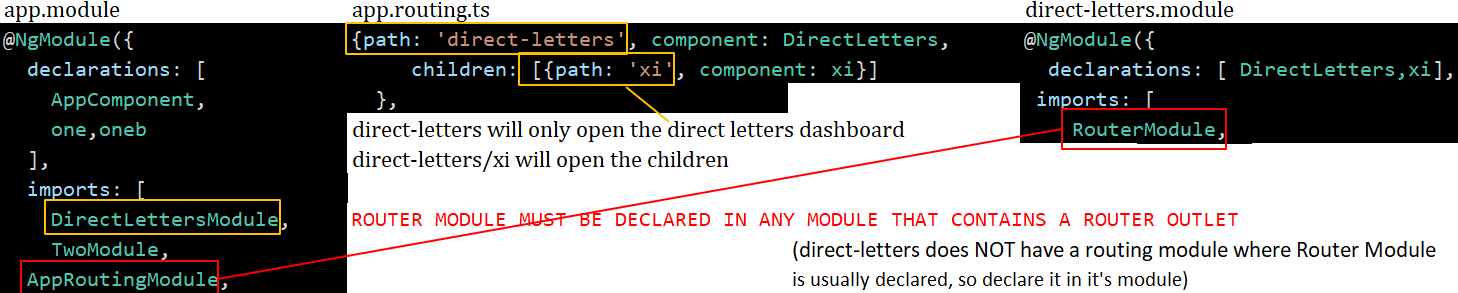 app.module
@NgModule({
declarations: [
AppComponent,
one,oneb
],
imports: [
DirectLettersModule,
TwoModule,
AppRoutingModule,
app.routing.ts
{path: 'direct-letters', component: DirectLetters,
children: [{path: 'xi', component: xi}]
},
direct-letters will only open the direct letters dashboard
direct-letters/xi will open the children
direct-letters.module
@NgModule({
declarations: [ DirectLetters,xi],
imports: [
RouterModule,
ROUTER MODULE MUST BE DECLARED IN ANY MODULE THAT CONTAINS A ROUTER OUTLET
(direct-letters does NOT have a routing module where Router Module
is usually declared, so declare it in it's module)